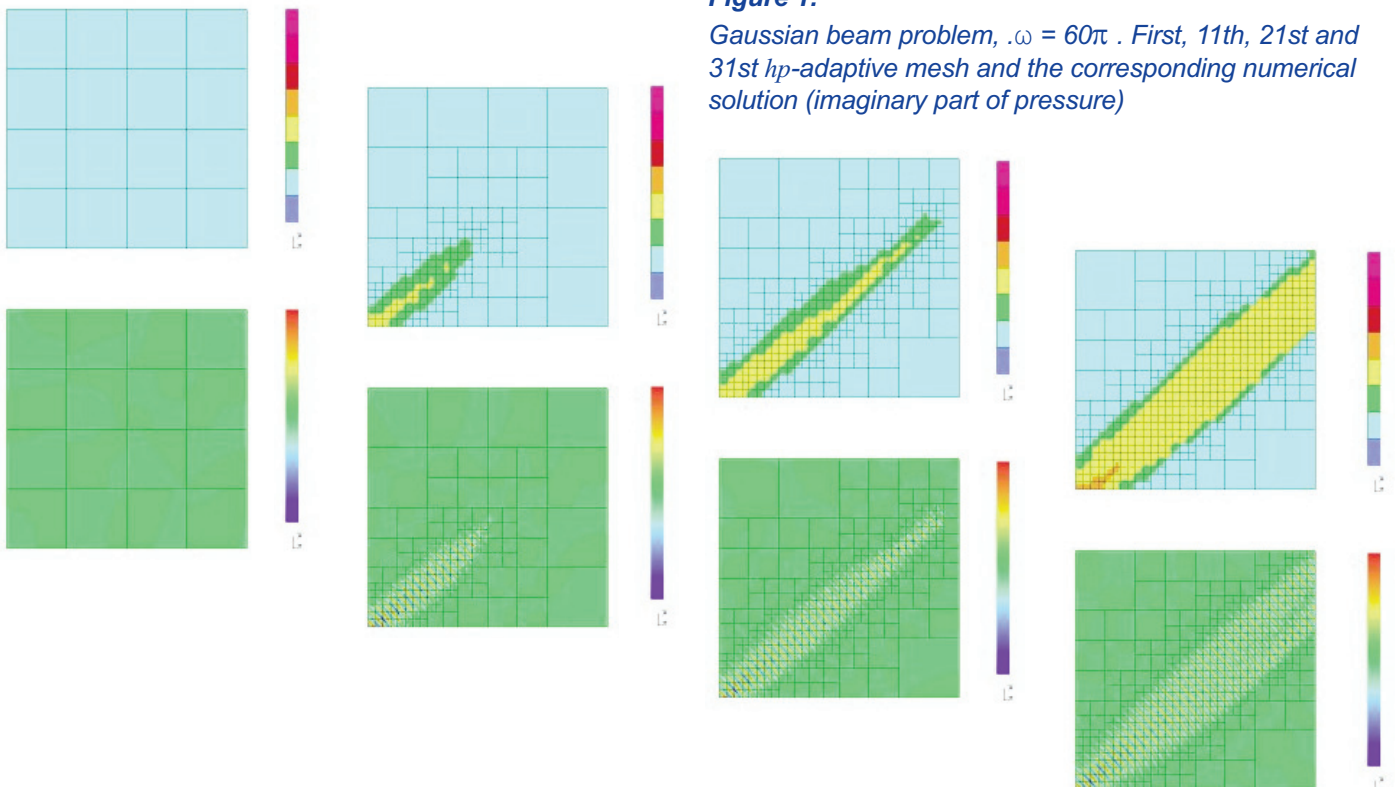 Figure 1.
Gaussian beam problem, .ω = 60π . First, 11th, 21st and
31st hp-adaptive mesh and the corresponding numerical
solution (imaginary part of pressure)